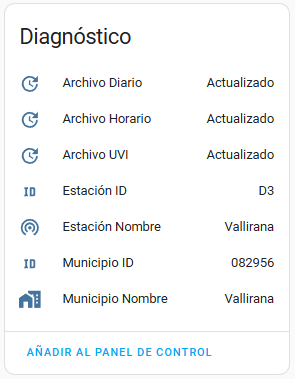 Diagnóstico
Archivo Diario Actualizado
Archivo Horario Actualizado
Archivo UVI Actualizado
ID Estación ID D3
Estación Nombre Vallirana
ID Municipio ID 082956
Municipio Nombre Vallirana
AÑADIR AL PANEL DE CONTROL